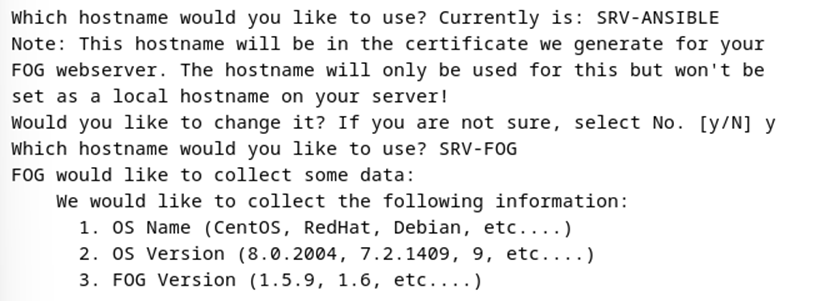 Which hostname would you like to use? Currently is: SRV-ANSIBLE
Note: This hostname will be in the certificate we generate for your
FOG webserver. The hostname will only be used for this but won't be
set as a local hostname on your server!
Would you like to change it? If you are not sure, select No. [y/N] y
Which hostname would you like to use? SRV-FOG
FOG would like to collect some data:
We would like to collect the following information:
1. OS Name (CentOS, RedHat, Debian, etc....)
2. OS Version (8.0.2004, 7.2.1409, 9, etc....)
3. FOG Version (1.5.9, 1.6, etc....)